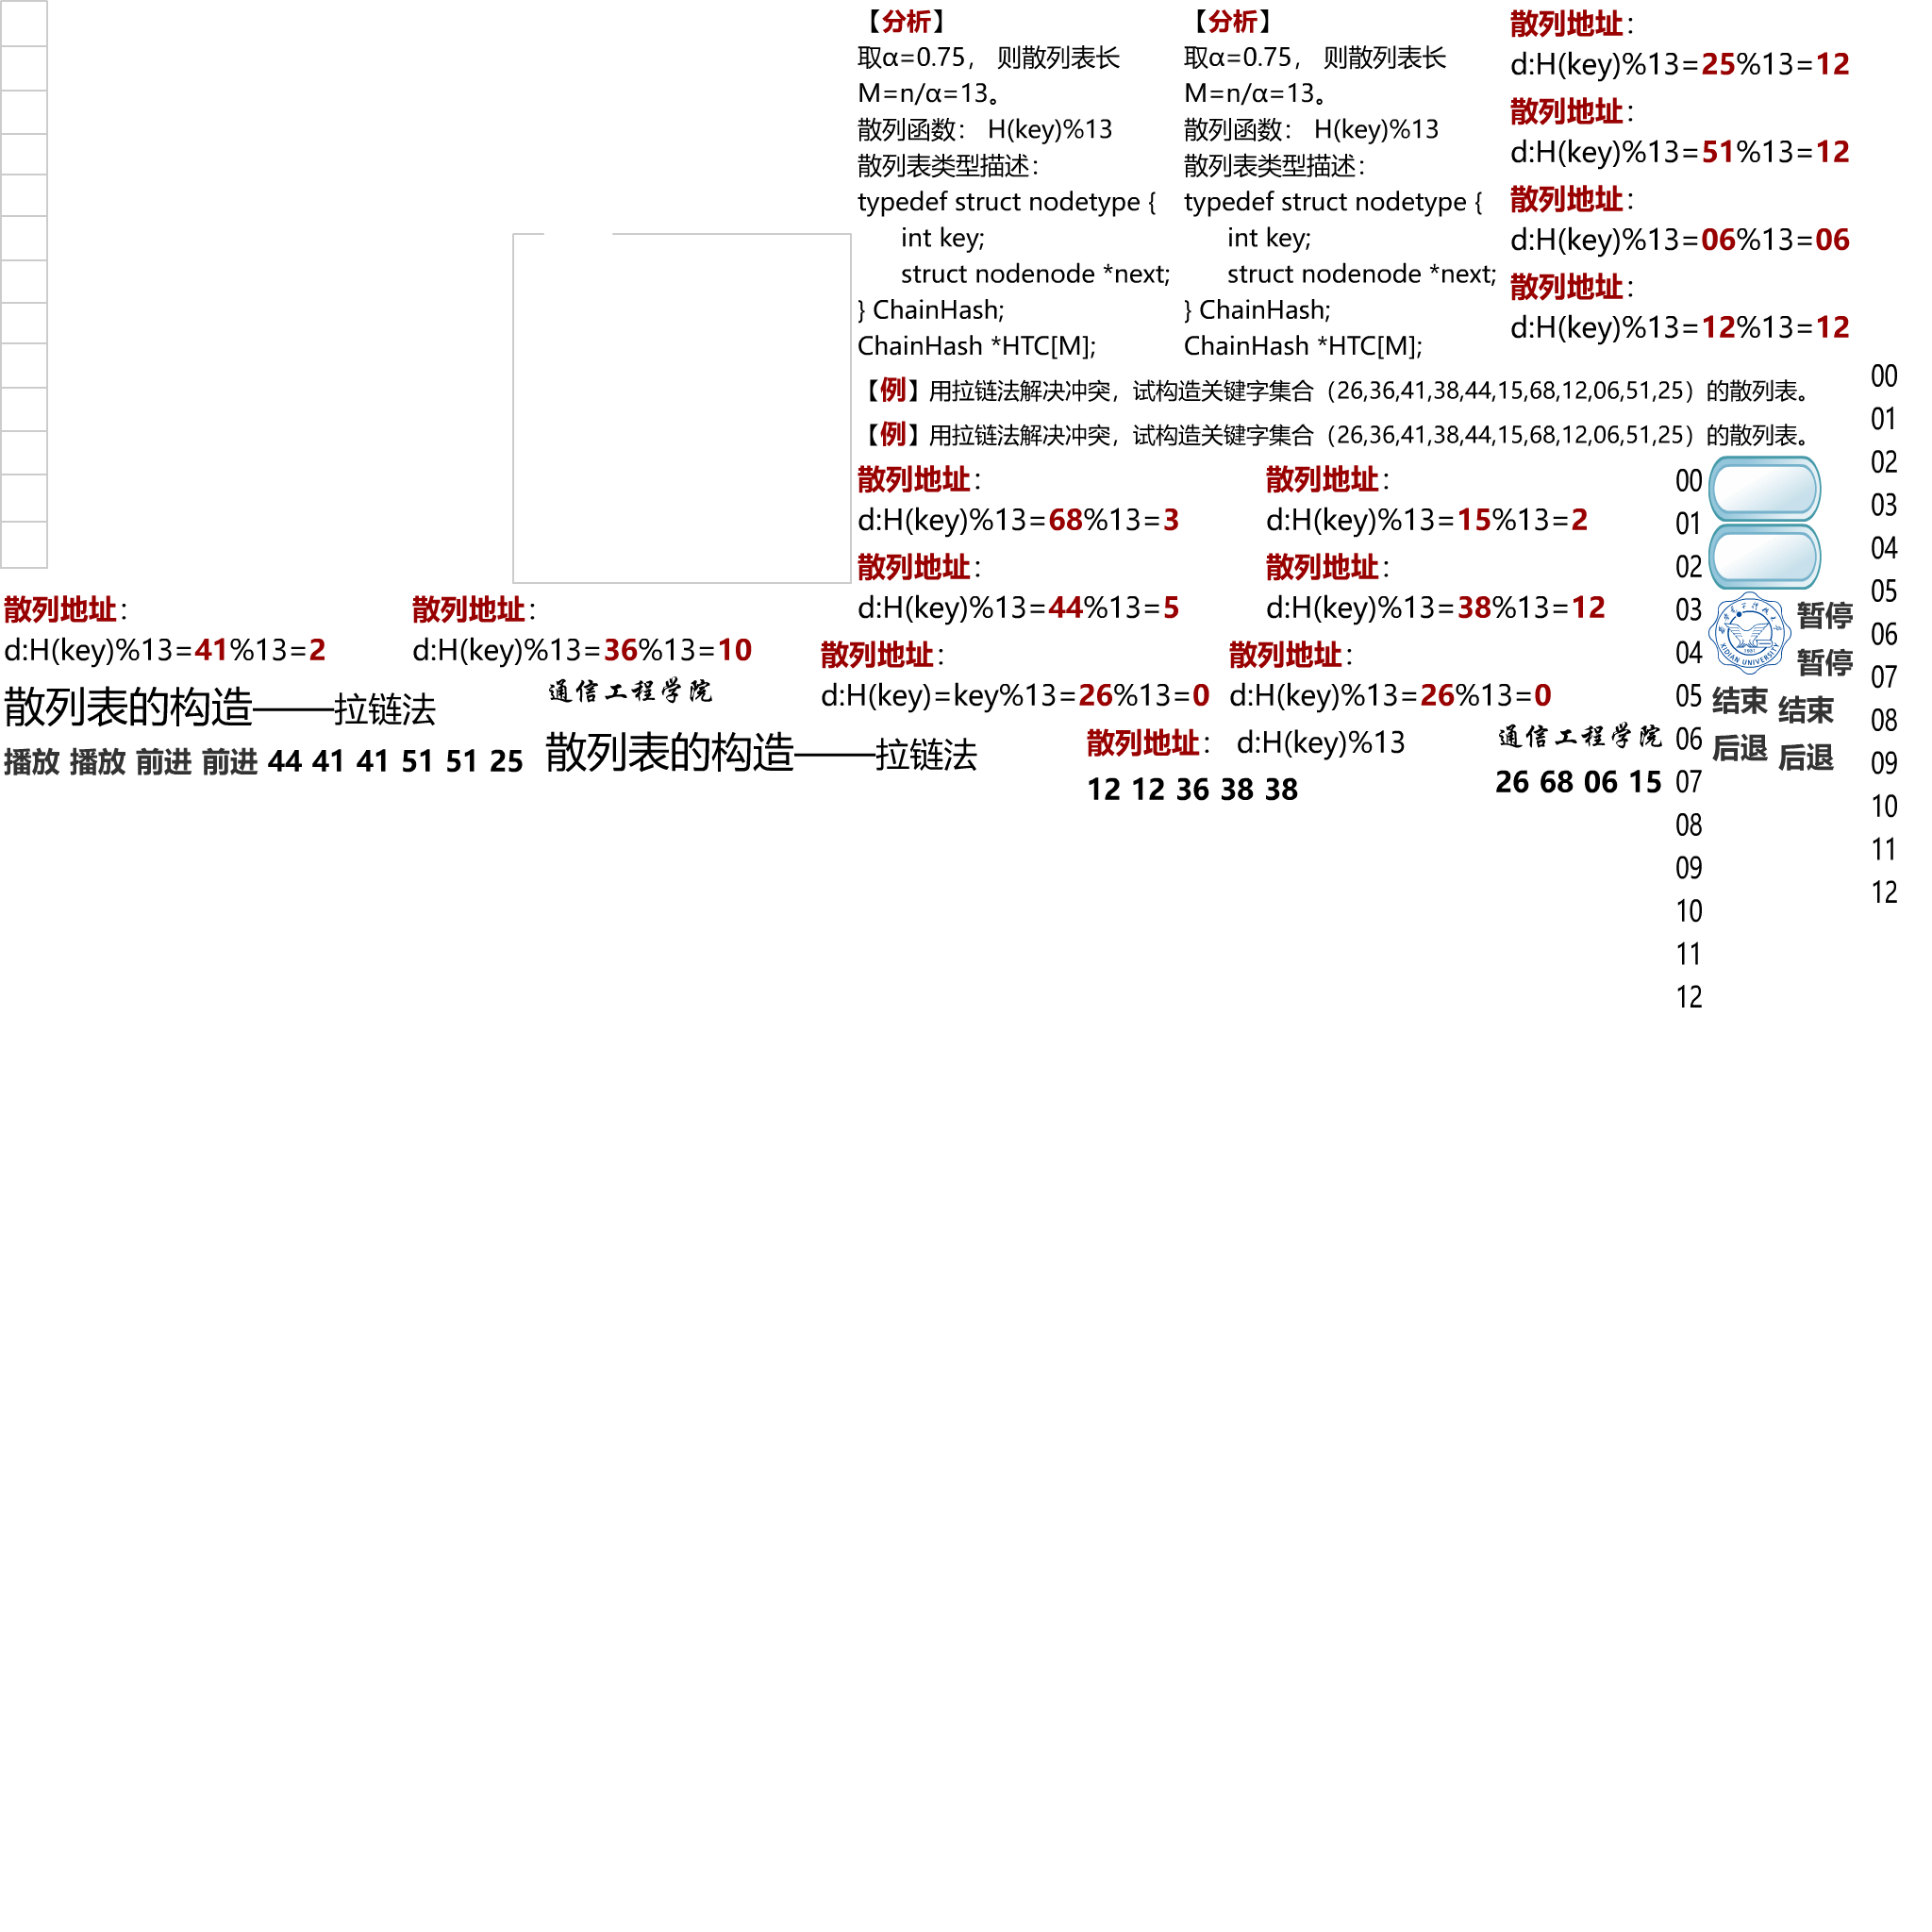 【分析】
取α=0.75， 则散列表长
M=n/α=13。
散列函数： H(key)%13
散列表类型描述：
typedef struct nodetype {
int key;
struct nodenode *next;
} ChainHash;
ChainHash *HTC[M];
【分析】
取α=0.75， 则散列表长
M=n/α=13。
散列函数： H(key)%13
散列表类型描述：
typedef struct nodetype {
int key;
struct nodenode *next;
} ChainHash;
ChainHash *HTC[M];
散列地址：
d:H(key)%13=25%13=12
散列地址：
d:H(key)%13=51%13=12
散列地址：
d:H(key)%13=06%13=06
散列地址：
d:H(key)%13=12%13=12
【例】用拉链法解决冲突，试构造关键字集合（26,36,41,38,44,15,68,12,06,51,25）的散列表。
【例】用拉链法解决冲突，试构造关键字集合（26,36,41,38,44,15,68,12,06,51,25）的散列表。
散列地址：
d:H(key)%13=68%13=3
散列地址：
d:H(key)%13=15%13=2
散列地址：
d:H(key)%13=44%13=5
散列地址：
d:H(key)%13=38%13=12
散列地址：
d:H(key)%13=41%13=2
散列地址：
d:H(key)%13=36%13=10
散列地址：
d:H(key)=key%13=26%13=0
散列地址：
d:H(key)%13=26%13=0
散列表的构造——拉链法
通信工程学院
播放 播放 前进 前进 44 41 41 51 51 25
散列表的构造——拉链法
散列地址： d:H(key)%13
12 12 36 38 38
通信工程学院
26 68 06 15
00
01
02
03
04
05
06
07
08
09
10
11
12
XIDIAN UNIVERSITY
1931
暂停
暂停
结束
结束
后退
后退
00
01
02
03
04
05
06
07
08
09
10
11
12